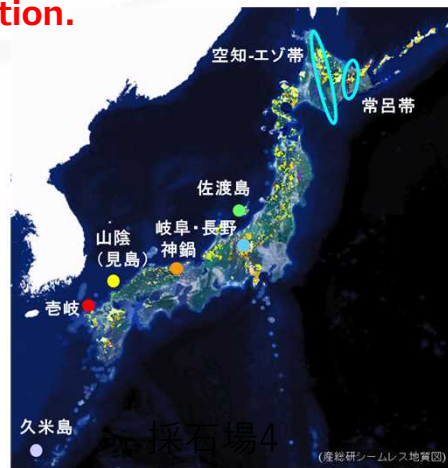 tion.
空知-エゾ帯
常呂帯
佐渡島
岐阜・長野
神鍋
山陰
（見島）
壱岐
久米島
採石場4
(産総研シームレス地質図)